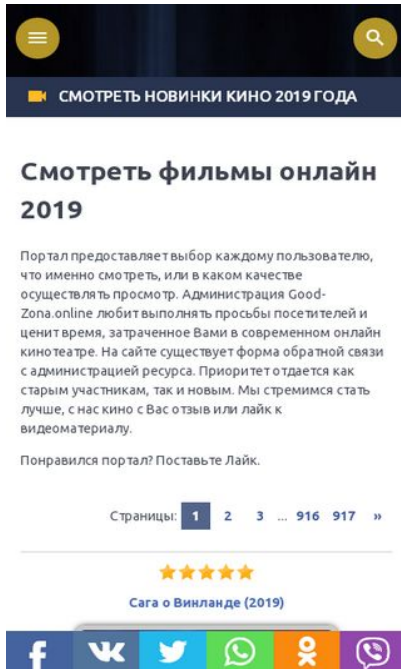 СМОТРЕТЬ НОВИНКИ КИНО 2019 ГОДА
Смотреть фильмы онлайн
2019
Портал предоставляет выбор каждому пользователю,
что именно смотреть, или в каком качестве
осуществлять просмотр. Администрация Good-
Zona.online любит выполнять просьбы посетителей и
ценит время, затраченное Вами в современном онлайн
кинотеатре. На сайте существует форма обратной связи
с администрацией ресурса. Приоритет отдается как
старым участникам, так и новым. Мы стремимся стать
лучше, с нас кино с Вас отзыв или лайк к
видеоматериалу.
Понравился портал? Поставьте Лайк.
Страницы: 1 2 3 ... 916 917 »
Сага о Винланде (2019)